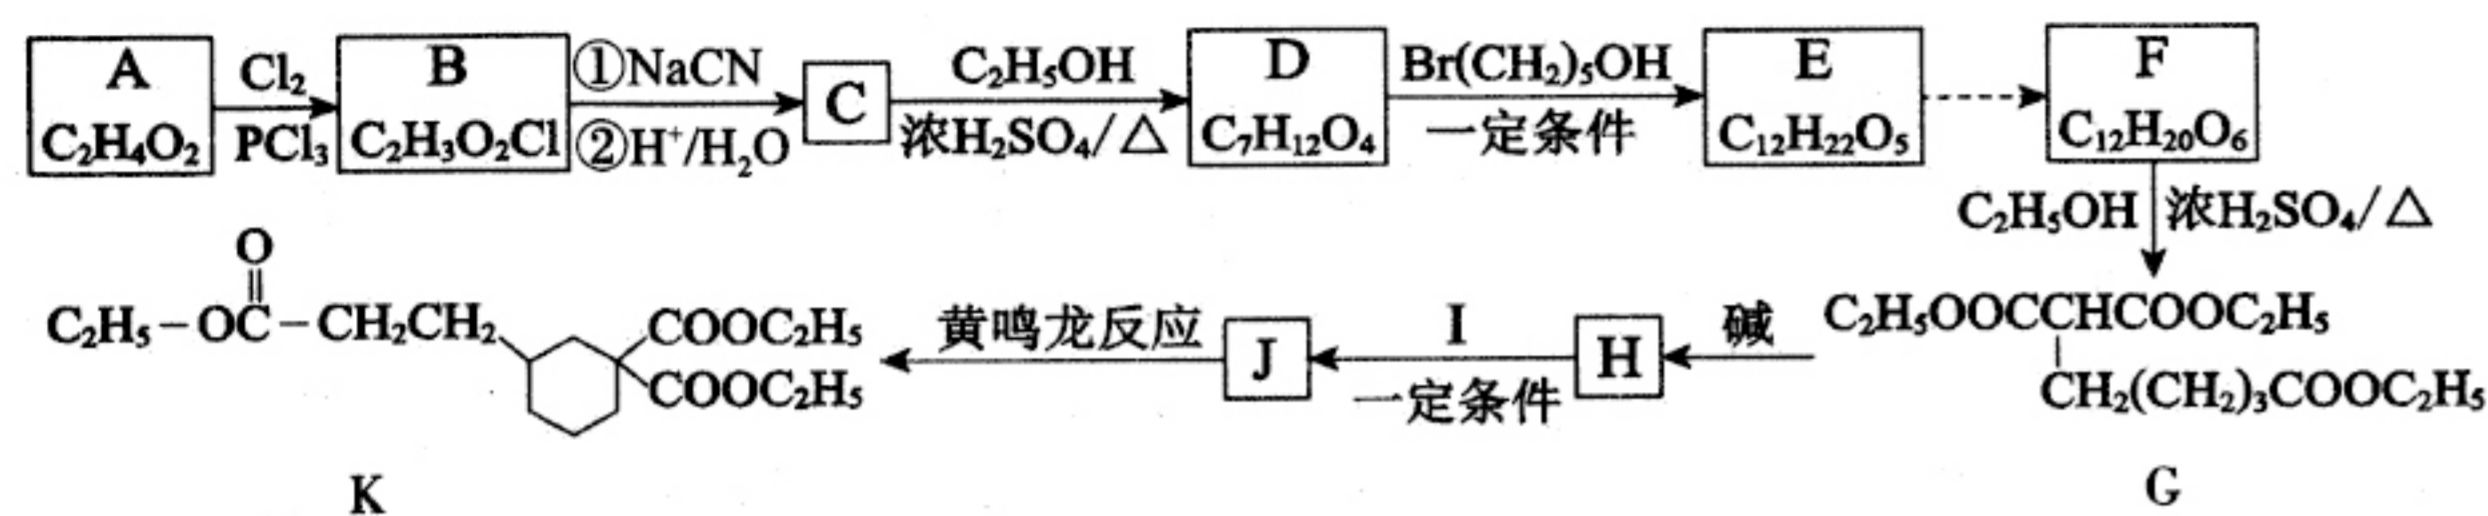 A Cl₂ B ①NaCN C C₂H₅OH D Br(CH₂)₅OH E F
C₂H₄O₂ PCl₃ C₂H₃O₂Cl ②H⁺/H₂O 浓H₂SO₄/△ C₇H₁₂O₄ 一定条件 C₁₂H₂₂O₅ C₁₂H₂₀O₆
C₂H₅OH 浓H₂SO₄/△
O
C₂H₅-OC-CH₂CH₂ COOC₂H₅ 黄鸣龙反应 J I H 碱 C₂H₅OOCCHCOOC₂H₅
COOC₂H₅ 一定条件 CH₂(CH₂)₃COOC₂H₅
K G